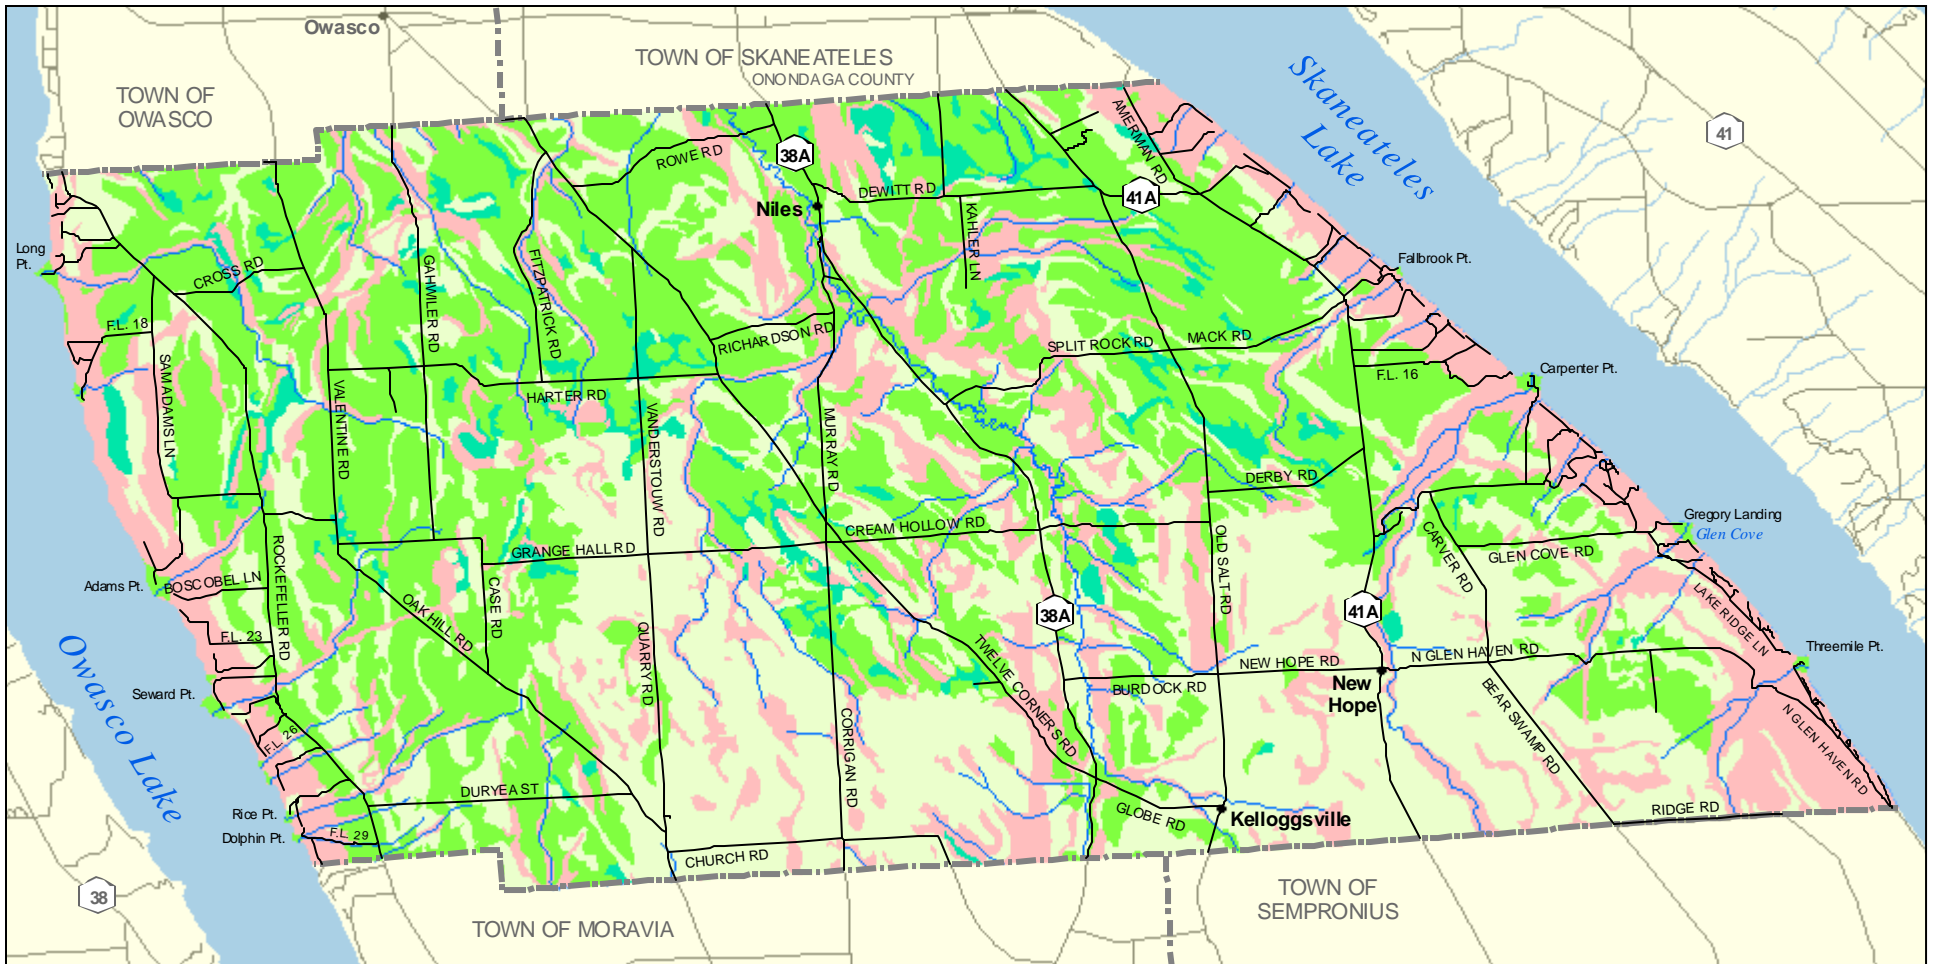 Owasco
TOWN OF SKANEATELES
ONONDAGA COUNTY
TOWN OF
OWASCO
Skaneateles
Lake
41
AMERMAN RD
38A
ROWE RD
DEWITT RD
41A
Niles
KAHLER LN
Long
Pt.
CROSS RD
GAHWILER RD
FITZPATRICK RD
Fallbrook Pt.
F.L. 18
RICHARDSON RD
SPLIT ROCK RD
MACK RD
SAM ADAMS LN
VALENTINE RD
HARTER RD
VANDERSTOUW RD
MURRAY RD
F.L. 16
Carpenter Pt.
DERBY RD
CREAM HOLLOW RD
GRANGE HALL RD
OLD SALT RD
CARVER RD
GLEN COVE RD
Gregory Landing
Glen Cove
Adams Pt.
BOSCOBEL LN
ROCKEFELLER RD
OAK HILL RD
CASE RD
QUARRY RD
38A
41A
LAKE RIDGE LN
F.L. 23
TWELVE CORNERS RD
NEW HOPE RD
N GLEN HAVEN RD
Threemile Pt.
Owasco Lake
Seward Pt.
BURDOCK RD
New
Hope
BEAR SWAMP RD
N GLEN HAVEN RD
F.L. 26
CORRIGAN RD
DURYEA ST
Rice Pt.
Dolphin Pt.
F.L. 29
GLOBE RD
Kelloggsville
RIDGE RD
CHURCH RD
38
TOWN OF MORAVIA
TOWN OF
SEMPRONIUS